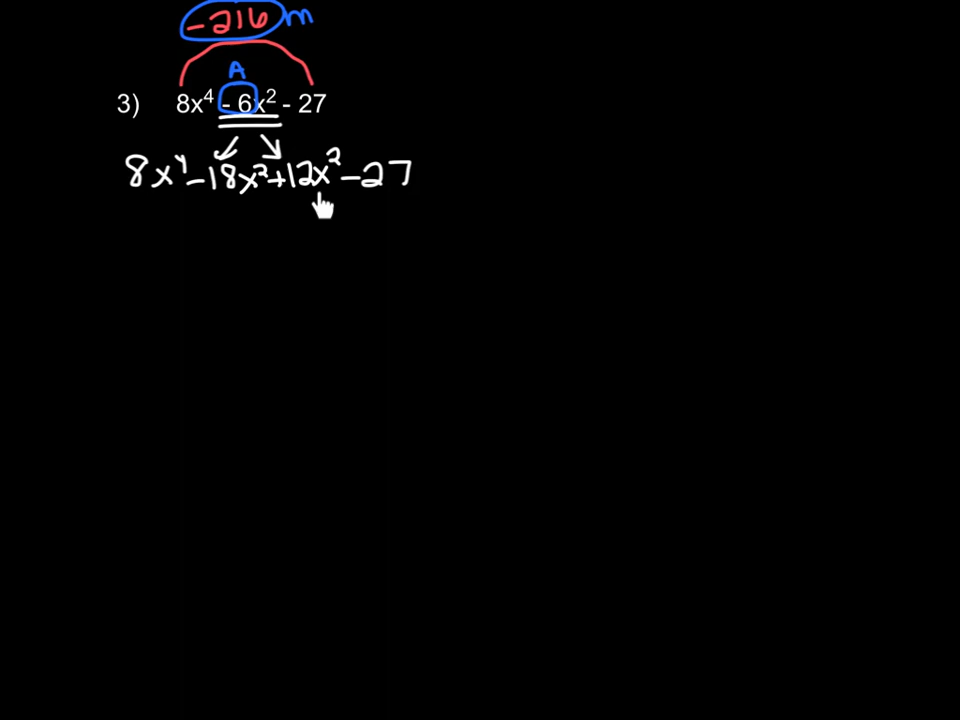 -216 m
A
3) 8x⁴ - 6x² - 27
8x⁴-18x²+12x²-27